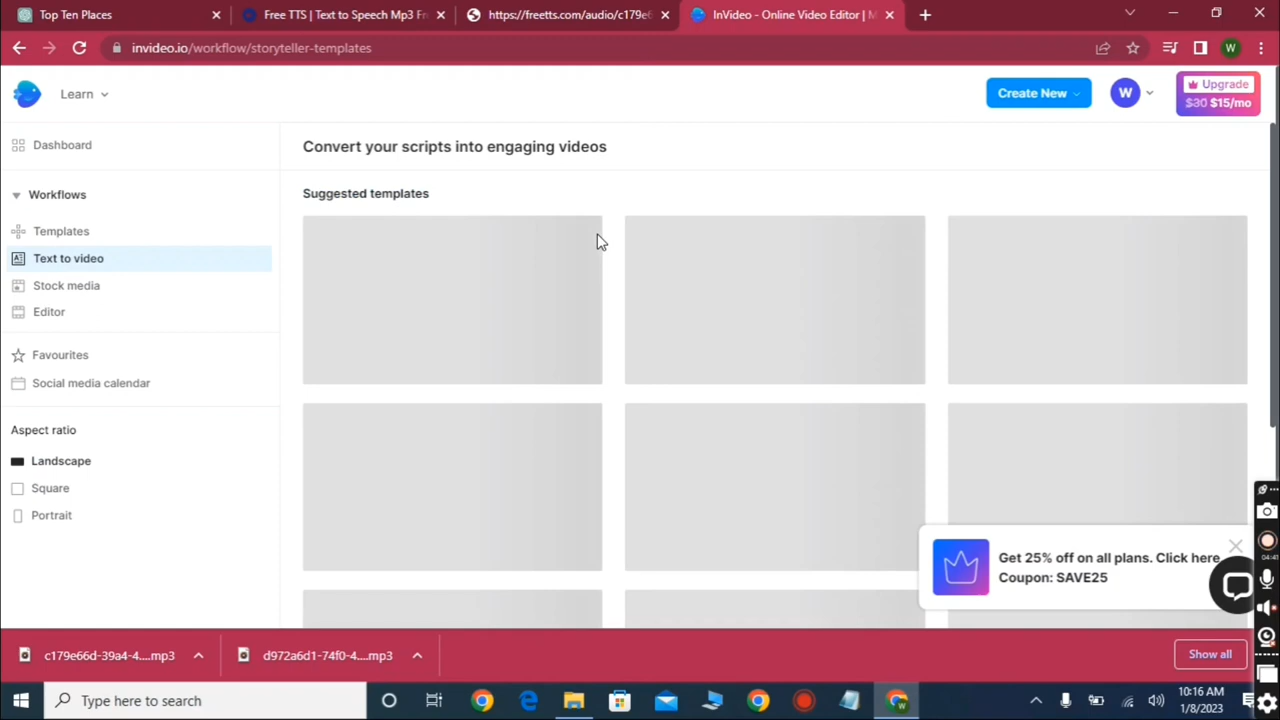 Top Ten Places
Free TTS | Text to Speech Mp3 Fr
https://freetts.com/audio/c179e6
InVideo - Online Video Editor | M
invideo.io/workflow/storyteller-templates
W
Learn
Create New
W
Upgrade
$30 $15/mo
Dashboard
Convert your scripts into engaging videos
Workflows
Suggested templates
Templates
Text to video
Stock media
Editor
Favourites
Social media calendar
Aspect ratio
Landscape
Square
Portrait
Get 25% off on all plans. Click here
Coupon: SAVE25
04:41
c179e66d-39a4-4....mp3
d972a6d1-74f0-4....mp3
Show all
Type here to search
10:16 AM
1/8/2023